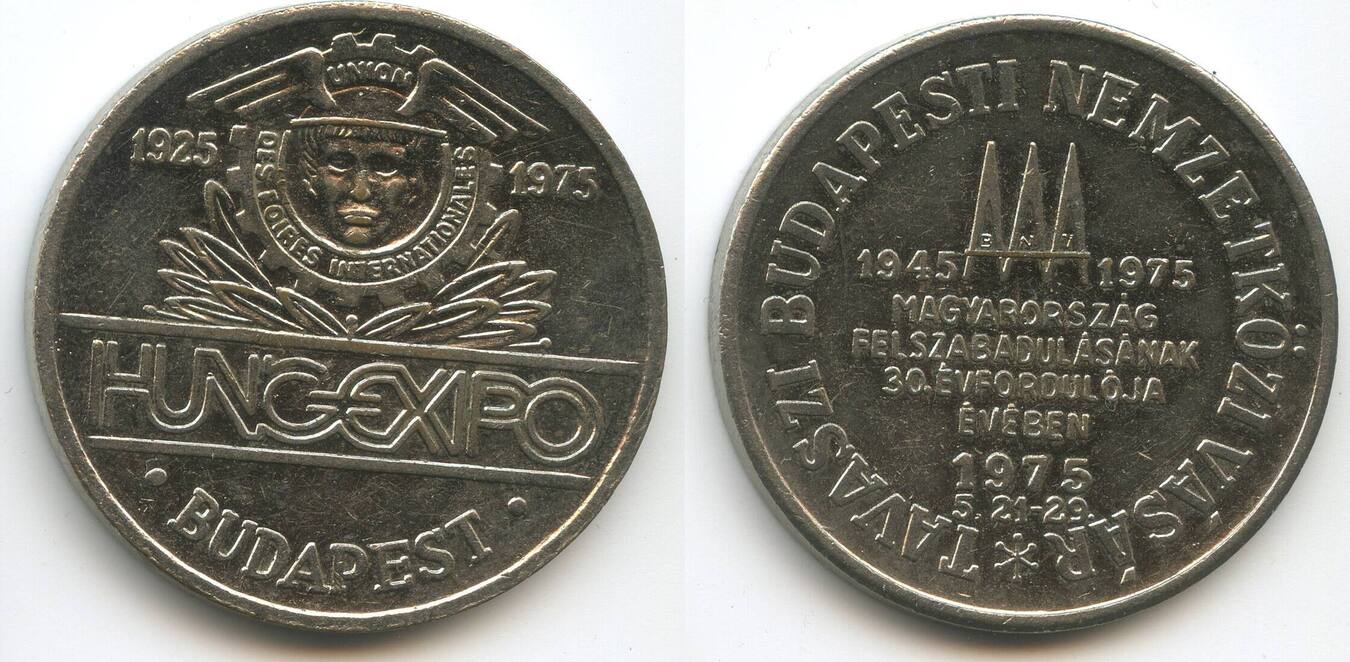 UNION
DES FOIRES INTERNATIONALES
1925
1975
HUNGEXPO
• BUDAPEST •
TAVASZI BUDAPESTI NEMZETKÖZI VÁSÁR *
B N V
1945 1975
MAGYARORSZÁG
FELSZABADULÁSÁNAK
30. ÉVFORDULÓJA
ÉVÉBEN
1975
5. 21-29